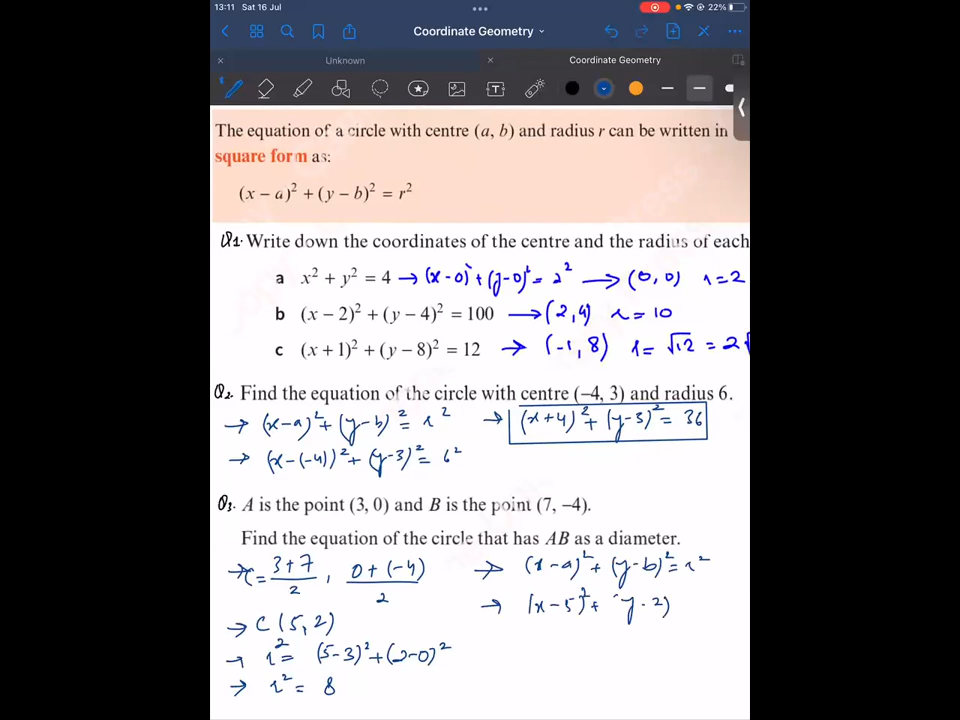 13:11 Sat 16 Jul
22%
Coordinate Geometry
Unknown
Coordinate Geometry
The equation of a circle with centre (a, b) and radius r can be written in
square form as:
(x − a)² + (y − b)² = r²
Q1. Write down the coordinates of the centre and the radius of each
a x² + y² = 4 → (x-0)² + (y-0)² = 2² → (0,0) r = 2
b (x − 2)² + (y − 4)² = 100 → (2,4) r = 10
c (x + 1)² + (y − 8)² = 12 → (-1, 8) r = √12 = 2√
Q2. Find the equation of the circle with centre (−4, 3) and radius 6.
→ (x-a)² + (y-b)² = r² → (x+4)² + (y-3)² = 36
→ (x-(-4))² + (y-3)² = 6²
Q3. A is the point (3, 0) and B is the point (7, −4).
Find the equation of the circle that has AB as a diameter.
→ C = 3+7/2 , 0+(-4)/2 → (x-a)² + (y-b)² = r²
→ (x-5)² + (y-2)
→ C (5, 2)
→ r² = (5-3)² + (2-0)²
→ r² = 8